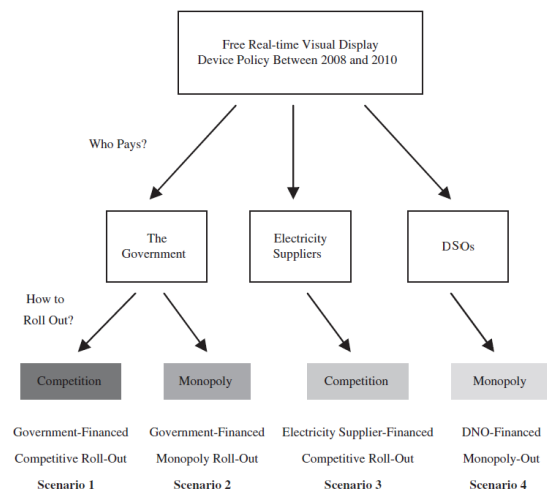 Free Real-time Visual Display
Device Policy Between 2008 and 2010
Who Pays?
The
Government
Electricity
Suppliers
DSOs
How to
Roll Out?
Competition
Monopoly
Competition
Monopoly
Government-Financed
Competitive Roll-Out
Scenario 1
Government-Financed
Monopoly Roll-Out
Scenario 2
Electricity Supplier-Financed
Competitive Roll-Out
Scenario 3
DNO-Financed
Monopoly-Out
Scenario 4